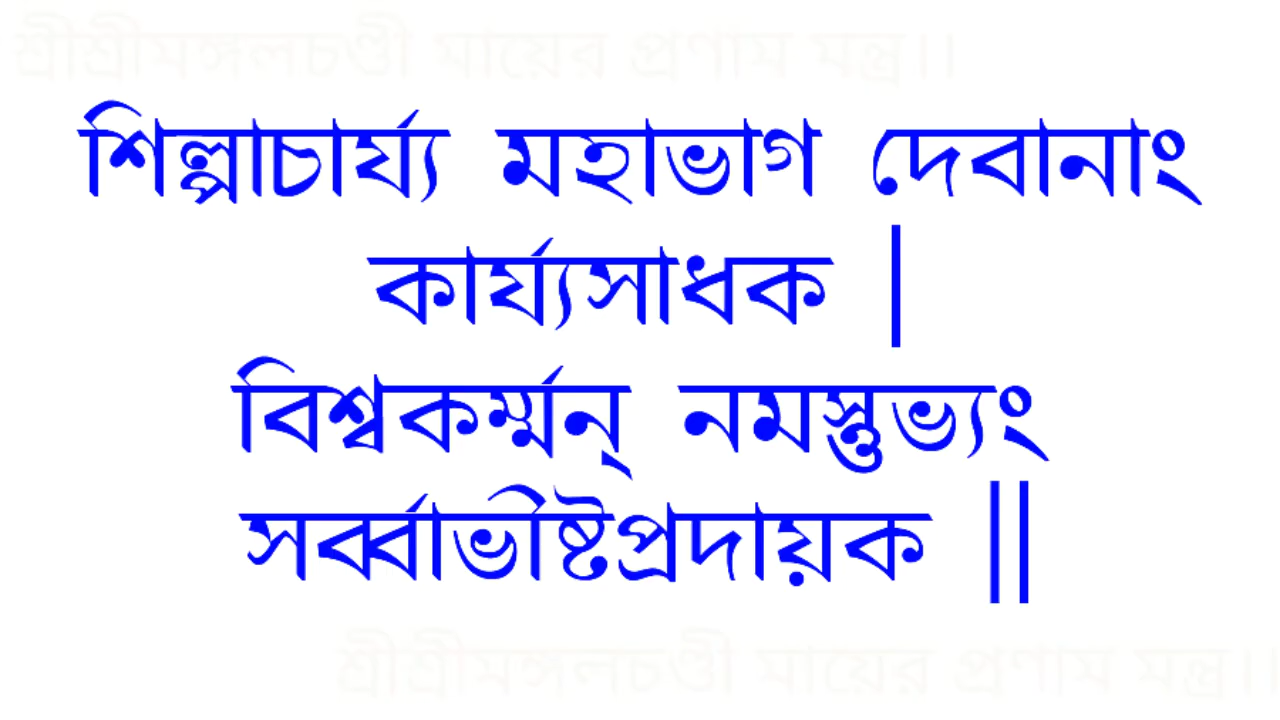 শ্রীশ্রীমঙ্গলচণ্ডী মায়ের প্রণাম মন্ত্র।।
শিল্পাচার্য্য মহাভাগ দেবানাং
কার্য্যসাধক |
বিশ্বকর্ম্মন্ নমস্তুভ্যং
সর্ব্বাভীষ্টপ্রদায়ক ||
শ্রীশ্রীমঙ্গলচণ্ডী মায়ের প্রণাম মন্ত্র।।